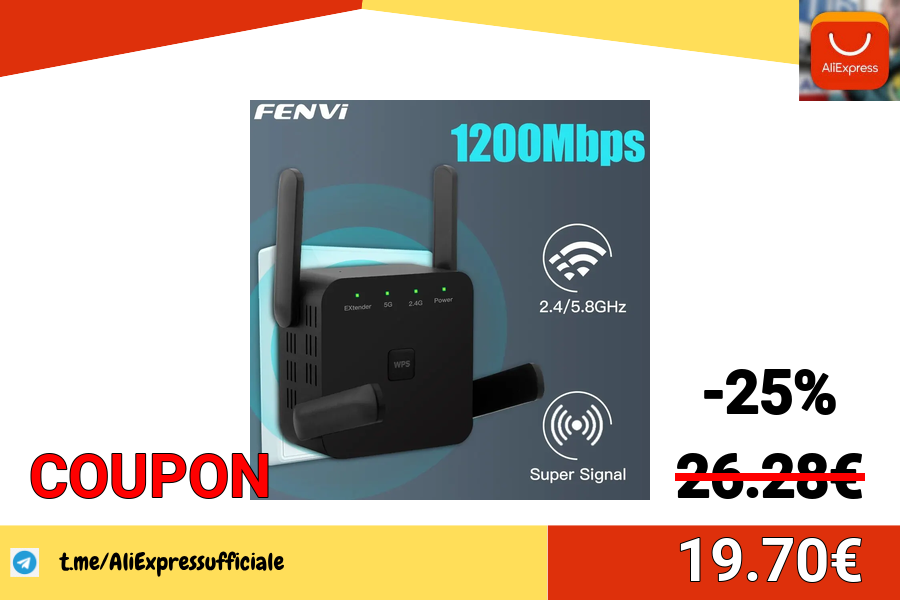 AliExpress
FENVi
1200Mbps
EXtender 5G 2.4G Power
2.4/5.8GHz
WPS
-25%
Super Signal
COUPON
26.28€
t.me/AliExpressufficiale
19.70€